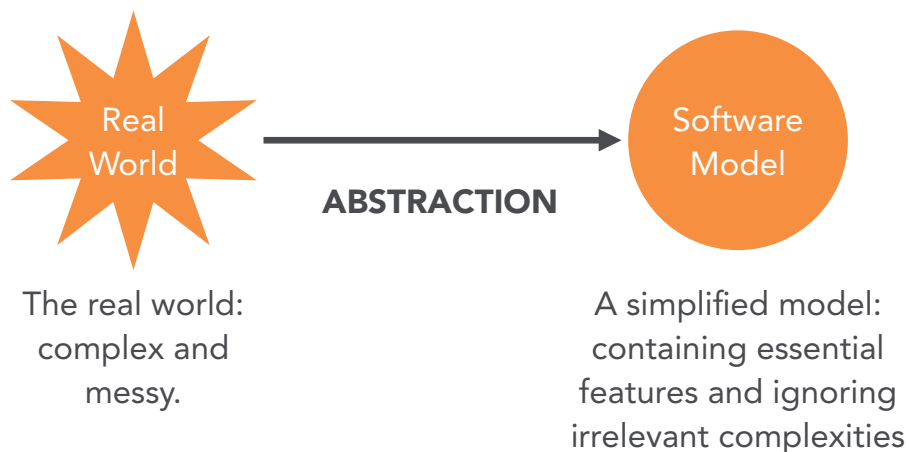 Real
World
Software
Model
ABSTRACTION
The real world:
complex and
messy.
A simplified model:
containing essential
features and ignoring
irrelevant complexities